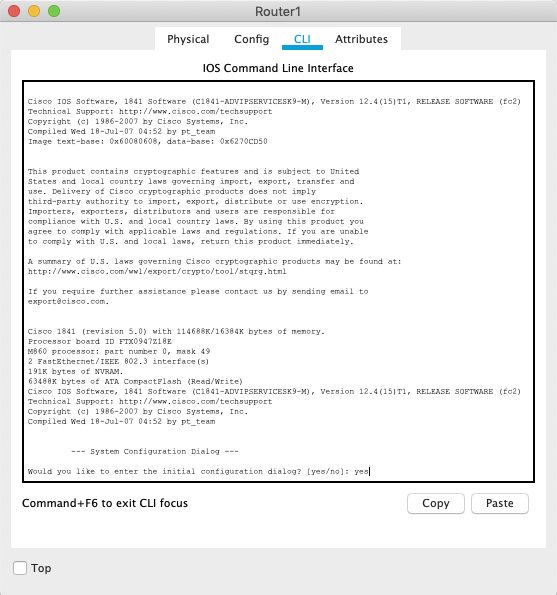 Router1
Physical Config CLI Attributes
IOS Command Line Interface
Cisco IOS Software, 1841 Software (C1841-ADVIPSERVICESK9-M), Version 12.4(15)T1, RELEASE SOFTWARE (fc2)
Technical Support: http://www.cisco.com/techsupport
Copyright (c) 1986-2007 by Cisco Systems, Inc.
Compiled Wed 18-Jul-07 04:52 by pt_team
Image text-base: 0x60080608, data-base: 0x6270CD50
This product contains cryptographic features and is subject to United
States and local country laws governing import, export, transfer and
use. Delivery of Cisco cryptographic products does not imply
third-party authority to import, export, distribute or use encryption.
Importers, exporters, distributors and users are responsible for
compliance with U.S. and local country laws. By using this product you
agree to comply with applicable laws and regulations. If you are unable
to comply with U.S. and local laws, return this product immediately.
A summary of U.S. laws governing Cisco cryptographic products may be found at:
http://www.cisco.com/wwl/export/crypto/tool/stqrg.html
If you require further assistance please contact us by sending email to
export@cisco.com.
Cisco 1841 (revision 5.0) with 114688K/16384K bytes of memory.
Processor board ID FTX0947Z18E
M860 processor: part number 0, mask 49
2 FastEthernet/IEEE 802.3 interface(s)
191K bytes of NVRAM.
63488K bytes of ATA CompactFlash (Read/Write)
Cisco IOS Software, 1841 Software (C1841-ADVIPSERVICESK9-M), Version 12.4(15)T1, RELEASE SOFTWARE (fc2)
Technical Support: http://www.cisco.com/techsupport
Copyright (c) 1986-2007 by Cisco Systems, Inc.
Compiled Wed 18-Jul-07 04:52 by pt_team
--- System Configuration Dialog ---
Would you like to enter the initial configuration dialog? [yes/no]: yes
Command+F6 to exit CLI focus Copy Paste
Top